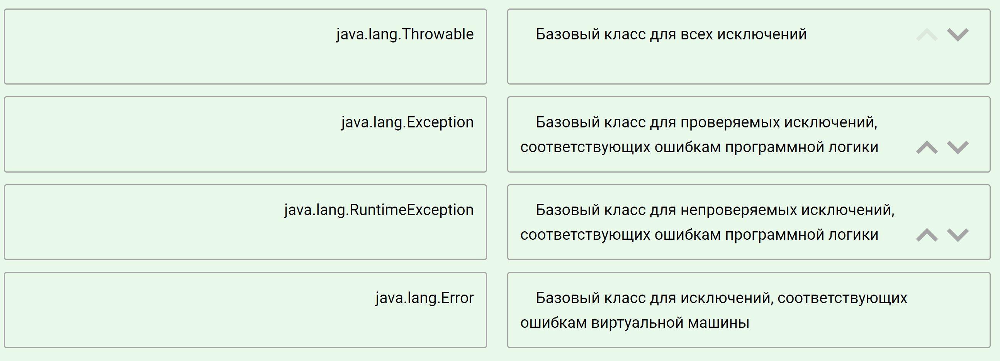 java.lang.Throwable
Базовый класс для всех исключений
java.lang.Exception
Базовый класс для проверяемых исключений,
соответствующих ошибкам программной логики
java.lang.RuntimeException
Базовый класс для непроверяемых исключений,
соответствующих ошибкам программной логики
java.lang.Error
Базовый класс для исключений, соответствующих
ошибкам виртуальной машины